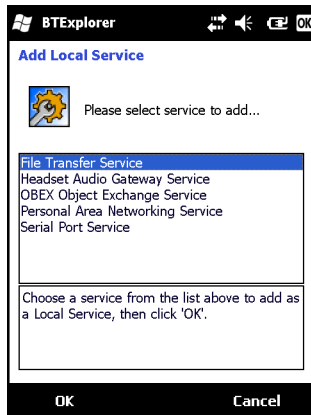 BTExplorer OK
Add Local Service
Please select service to add...
File Transfer Service
Headset Audio Gateway Service
OBEX Object Exchange Service
Personal Area Networking Service
Serial Port Service
Choose a service from the list above to add as
a Local Service, then click 'OK'.
OK Cancel